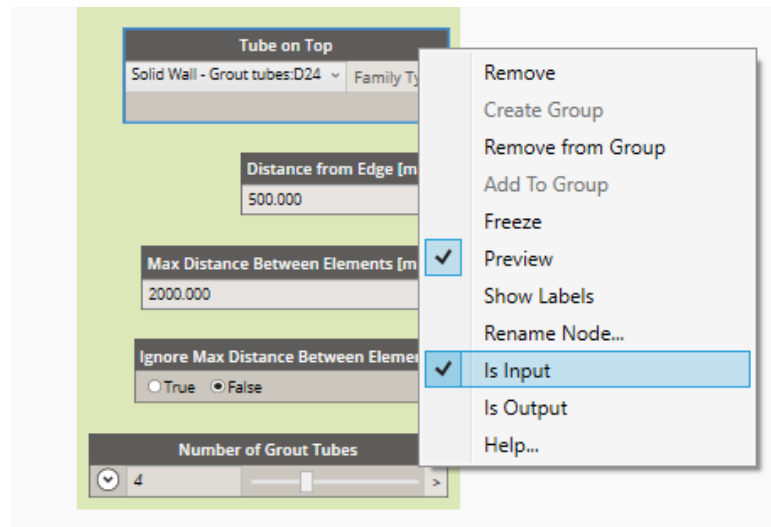 Tube on Top
Solid Wall - Grout tubes:D24 Family Ty
Distance from Edge [m
500.000
Max Distance Between Elements [m
2000.000
Ignore Max Distance Between Elemen
True False
Number of Grout Tubes
4 >
Remove
Create Group
Remove from Group
Add To Group
Freeze
Preview
Show Labels
Rename Node...
Is Input
Is Output
Help...